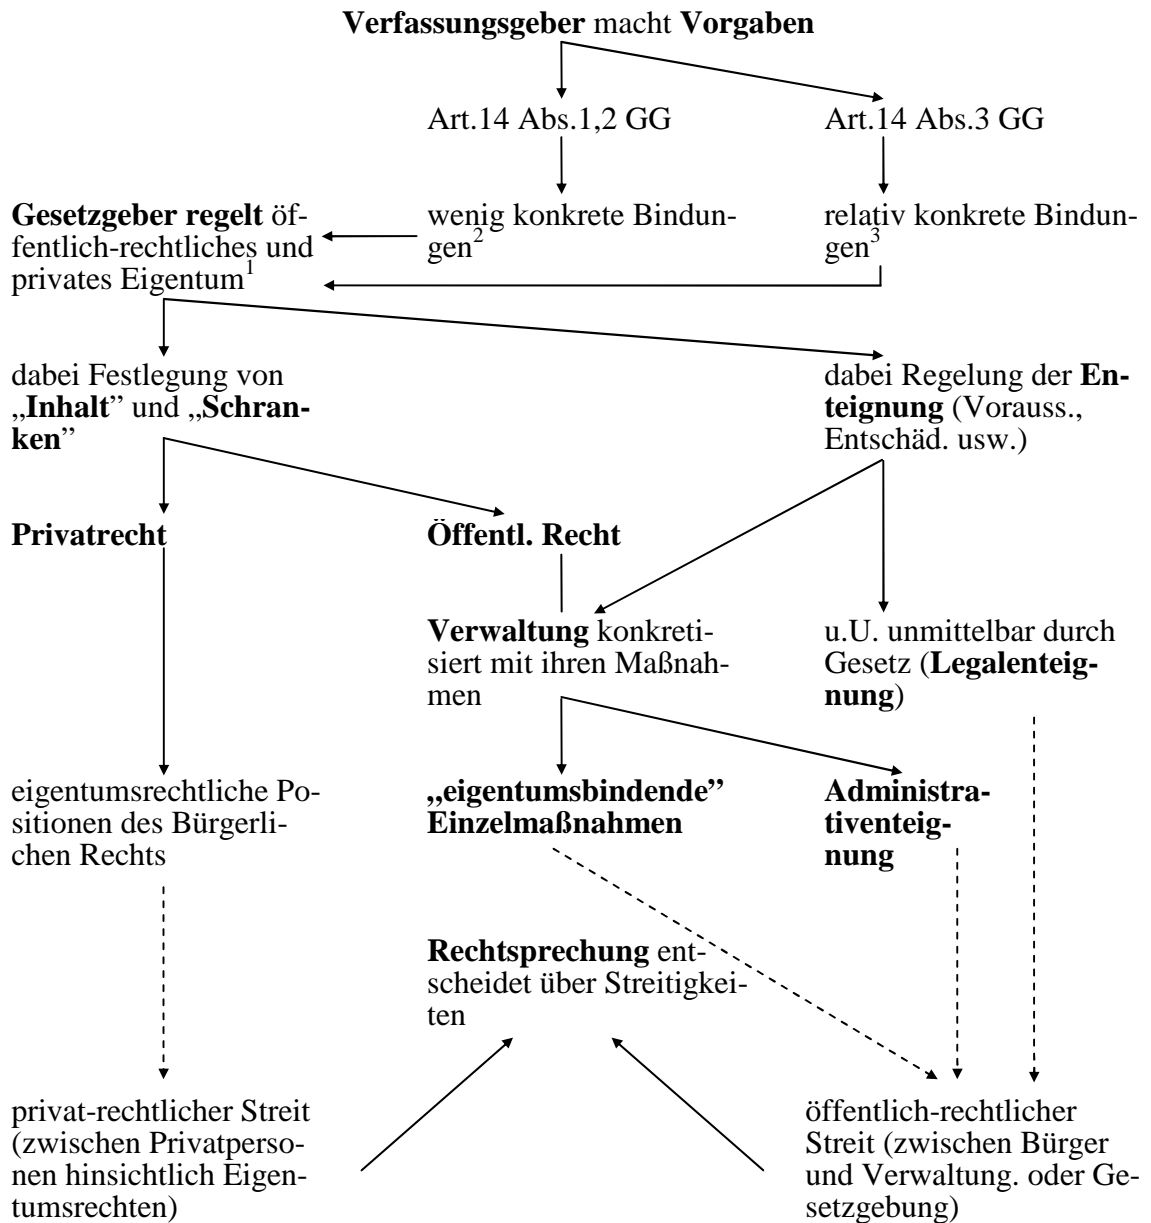 Verfassungsgeber macht Vorgaben
Art.14 Abs.1,2 GG
Art.14 Abs.3 GG
Gesetzgeber regelt öf-
fentlich-rechtliches und
privates Eigentum1
wenig konkrete Bindun-
gen2
relativ konkrete Bindun-
gen3
dabei Festlegung von
„Inhalt” und „Schran-
ken”
dabei Regelung der En-
teignung (Vorauss.,
Entschäd. usw.)
Privatrecht
Öffentl. Recht
Verwaltung konkreti-
siert mit ihren Maßnah-
men
u.U. unmittelbar durch
Gesetz (Legalenteig-
nung)
eigentumsrechtliche Po-
sitionen des Bürgerli-
chen Rechts
„eigentumsbindende”
Einzelmaßnahmen
Administra-
tiventeig-
nung
Rechtsprechung ent-
scheidet über Streitigkei-
ten
privat-rechtlicher Streit
(zwischen Privatperso-
nen hinsichtlich Eigen-
tumsrechten)
öffentlich-rechtlicher
Streit (zwischen Bürger
und Verwaltung. oder Ge-
setzgebung)